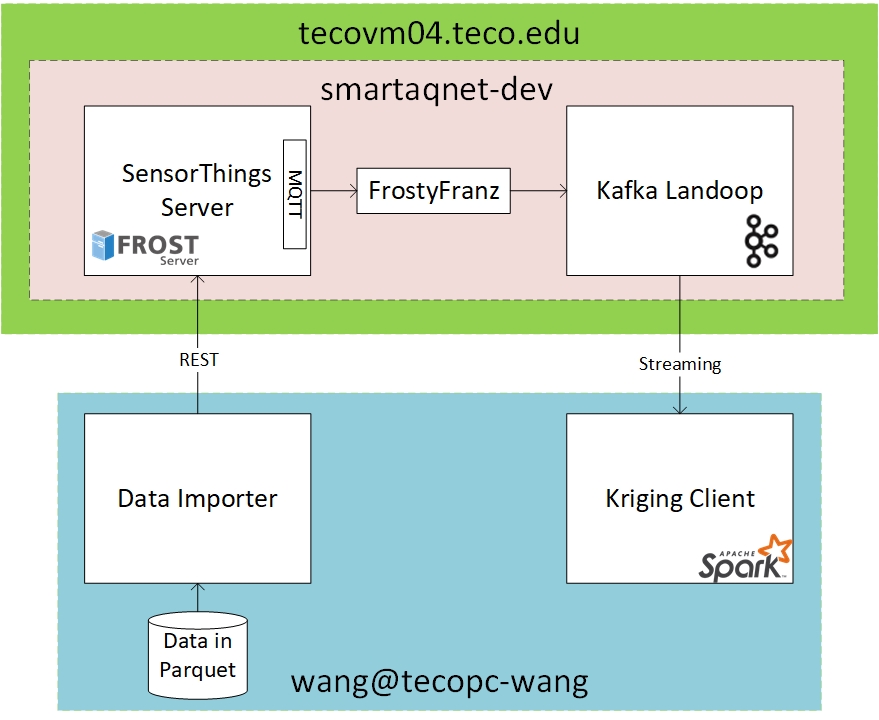 tecovm04.teco.edu
smartaqnet-dev
SensorThings
Server
MQTT
FROST
Server
FrostyFranz
Kafka Landoop
REST
Streaming
Data Importer
Kriging Client
APACHE
Spark™
Data in
Parquet
wang@tecopc-wang